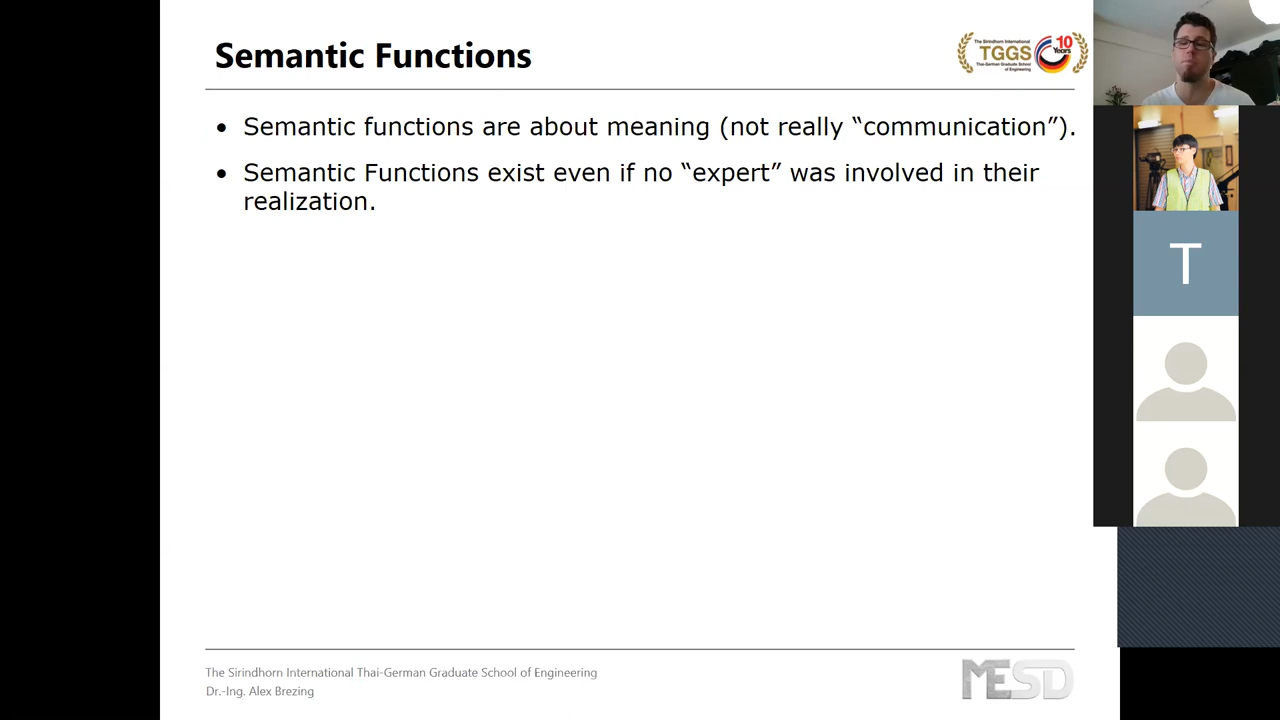 Semantic Functions
The Sirindhorn International
TGGS
Thai-German Graduate School
of Engineering
10
Years
• Semantic functions are about meaning (not really “communication”).
• Semantic Functions exist even if no “expert” was involved in their
realization.
T
The Sirindhorn International Thai-German Graduate School of Engineering
Dr.-Ing. Alex Brezing
MESD